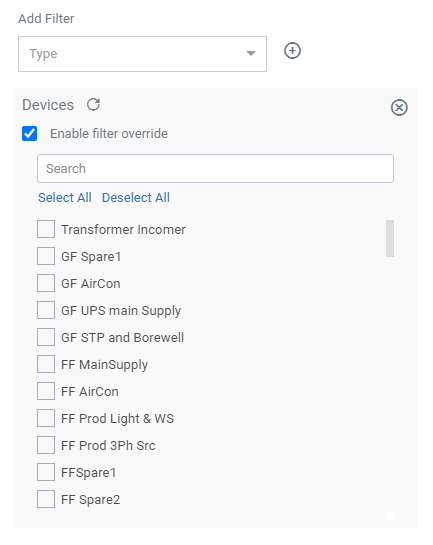 Add Filter
Type
Devices
Enable filter override
Search
Select All Deselect All
Transformer Incomer
GF Spare1
GF AirCon
GF UPS main Supply
GF STP and Borewell
FF MainSupply
FF AirCon
FF Prod Light & WS
FF Prod 3Ph Src
FFSpare1
FF Spare2